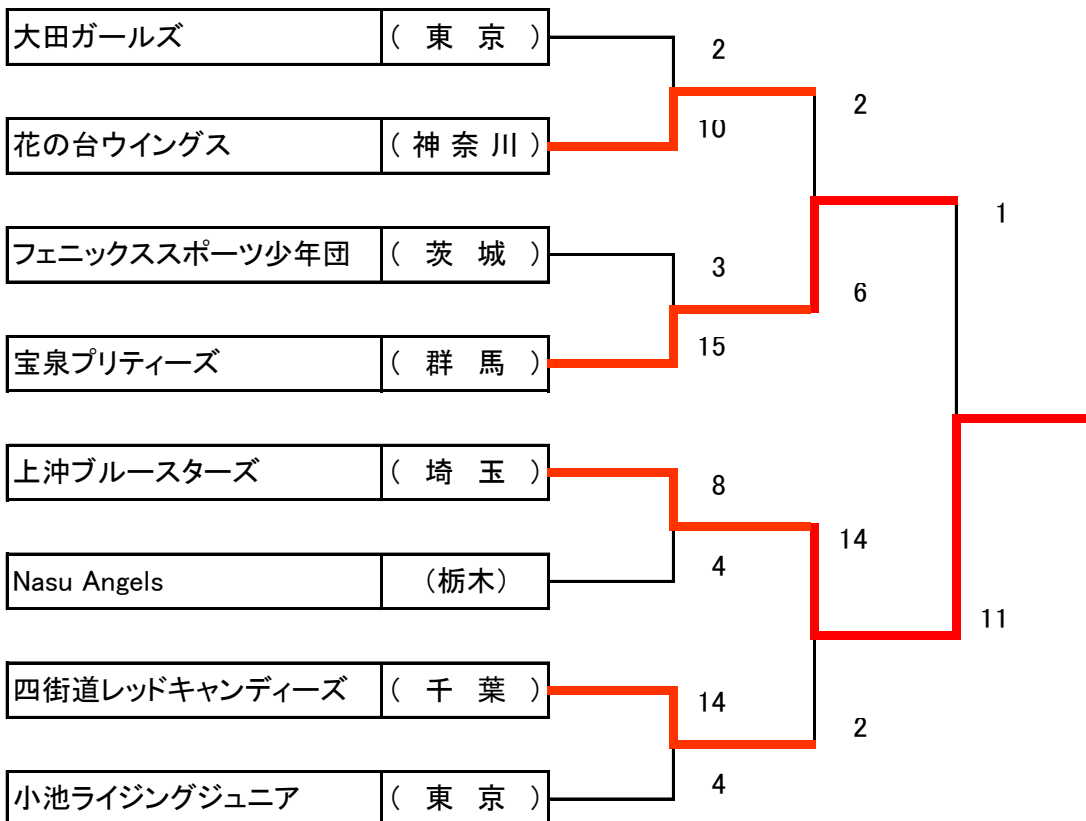 大田ガールズ ( 東 京 )
2
2
花の台ウイングス ( 神 奈 川 )
10
1
フェニックススポーツ少年団 ( 茨 城 )
3
6
宝泉プリティーズ ( 群 馬 )
15
上沖ブルースターズ ( 埼 玉 )
8
14
Nasu Angels (栃木)
4
11
四街道レッドキャンディーズ ( 千 葉 )
14
2
小池ライジングジュニア ( 東 京 )
4